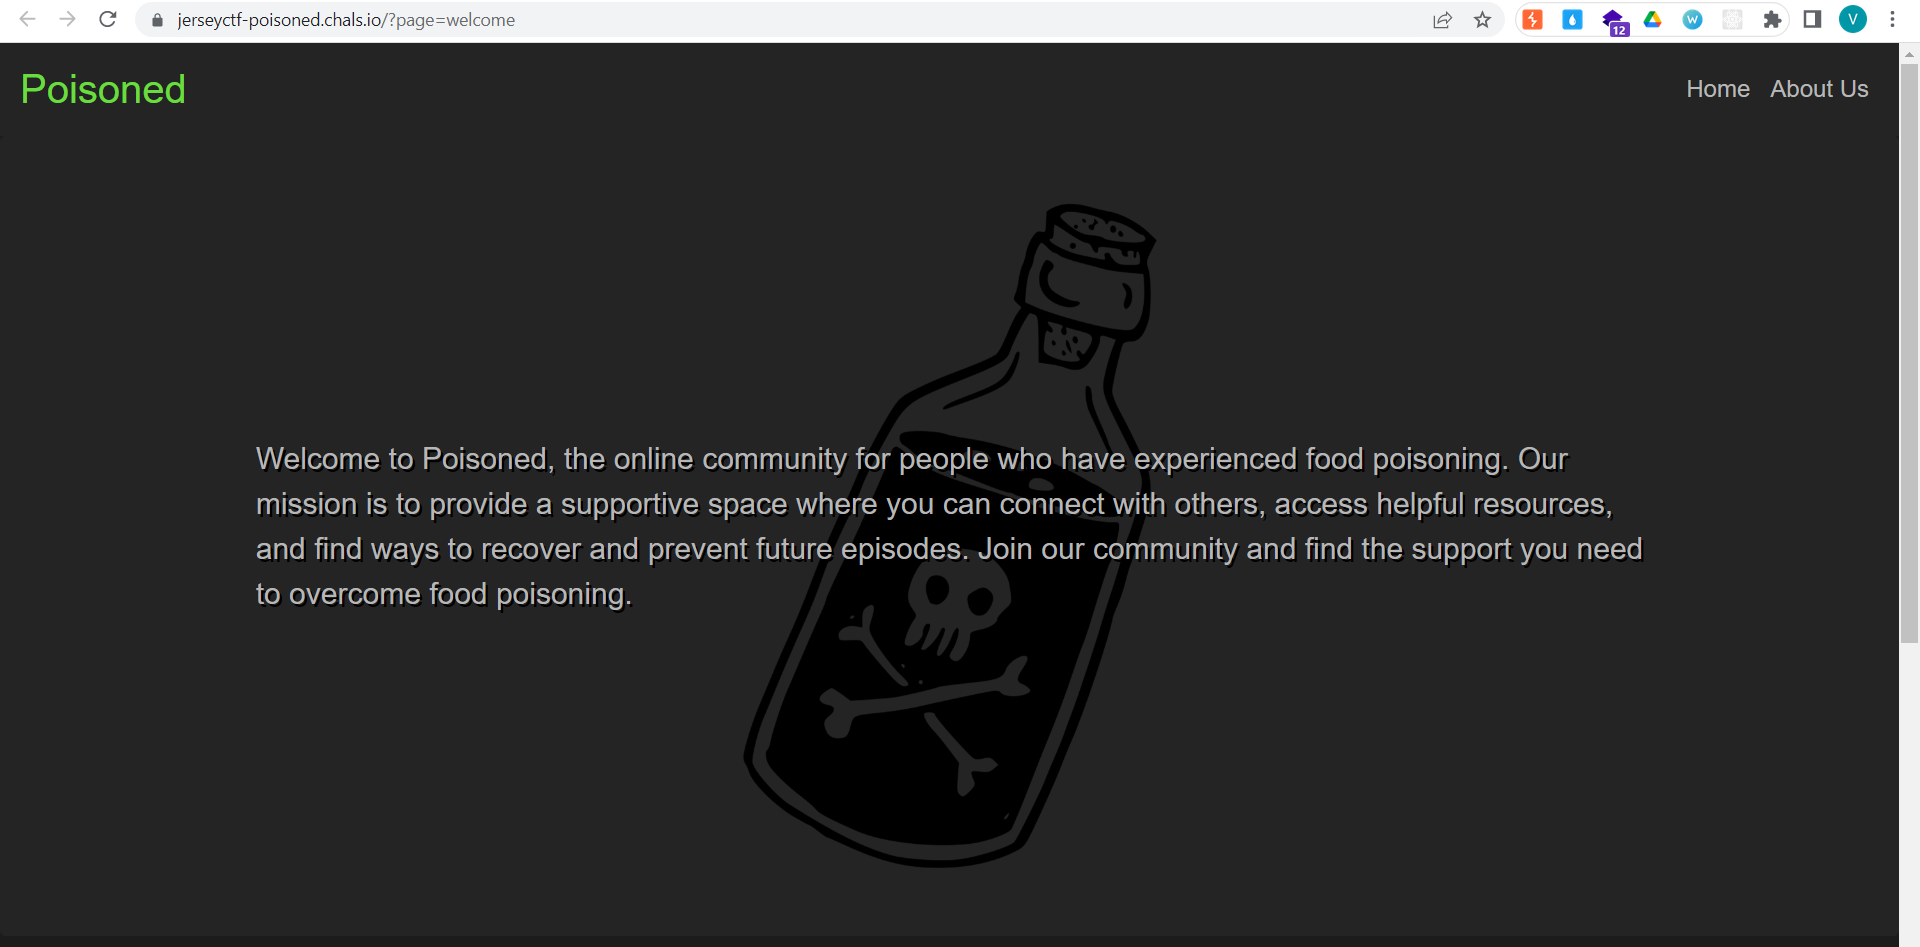 jerseyctf-poisoned.chals.io/?page=welcome
12
W
V
Poisoned
Home About Us
Welcome to Poisoned, the online community for people who have experienced food poisoning. Our
mission is to provide a supportive space where you can connect with others, access helpful resources,
and find ways to recover and prevent future episodes. Join our community and find the support you need
to overcome food poisoning.